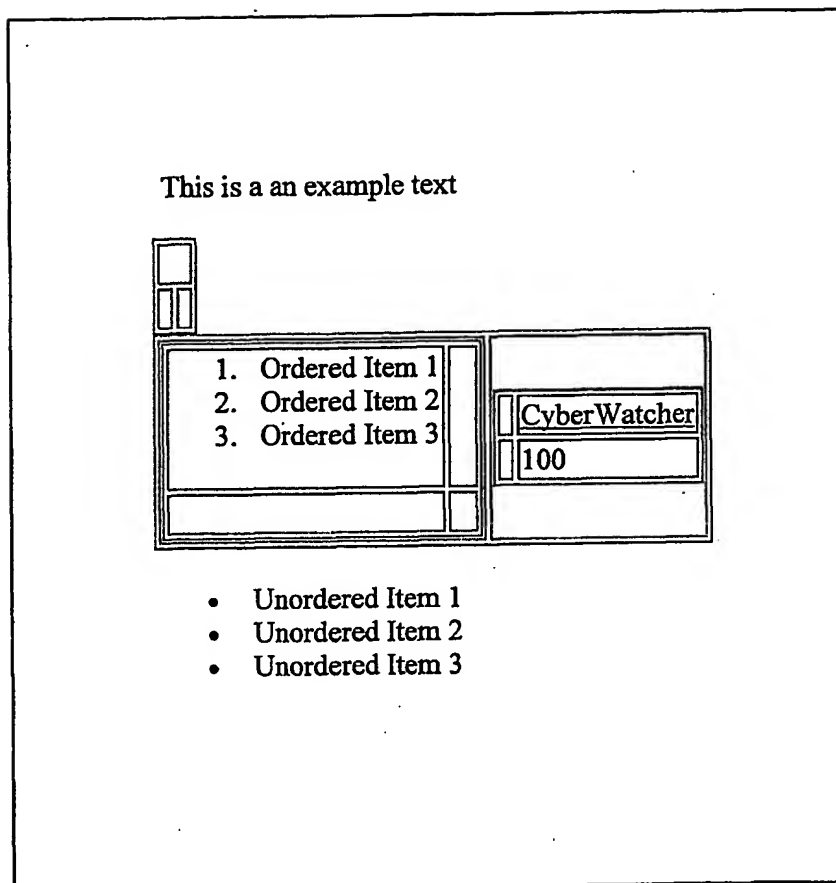 This is a an example text
1. Ordered Item 1
2. Ordered Item 2
3. Ordered Item 3
CyberWatcher
100
• Unordered Item 1
• Unordered Item 2
• Unordered Item 3